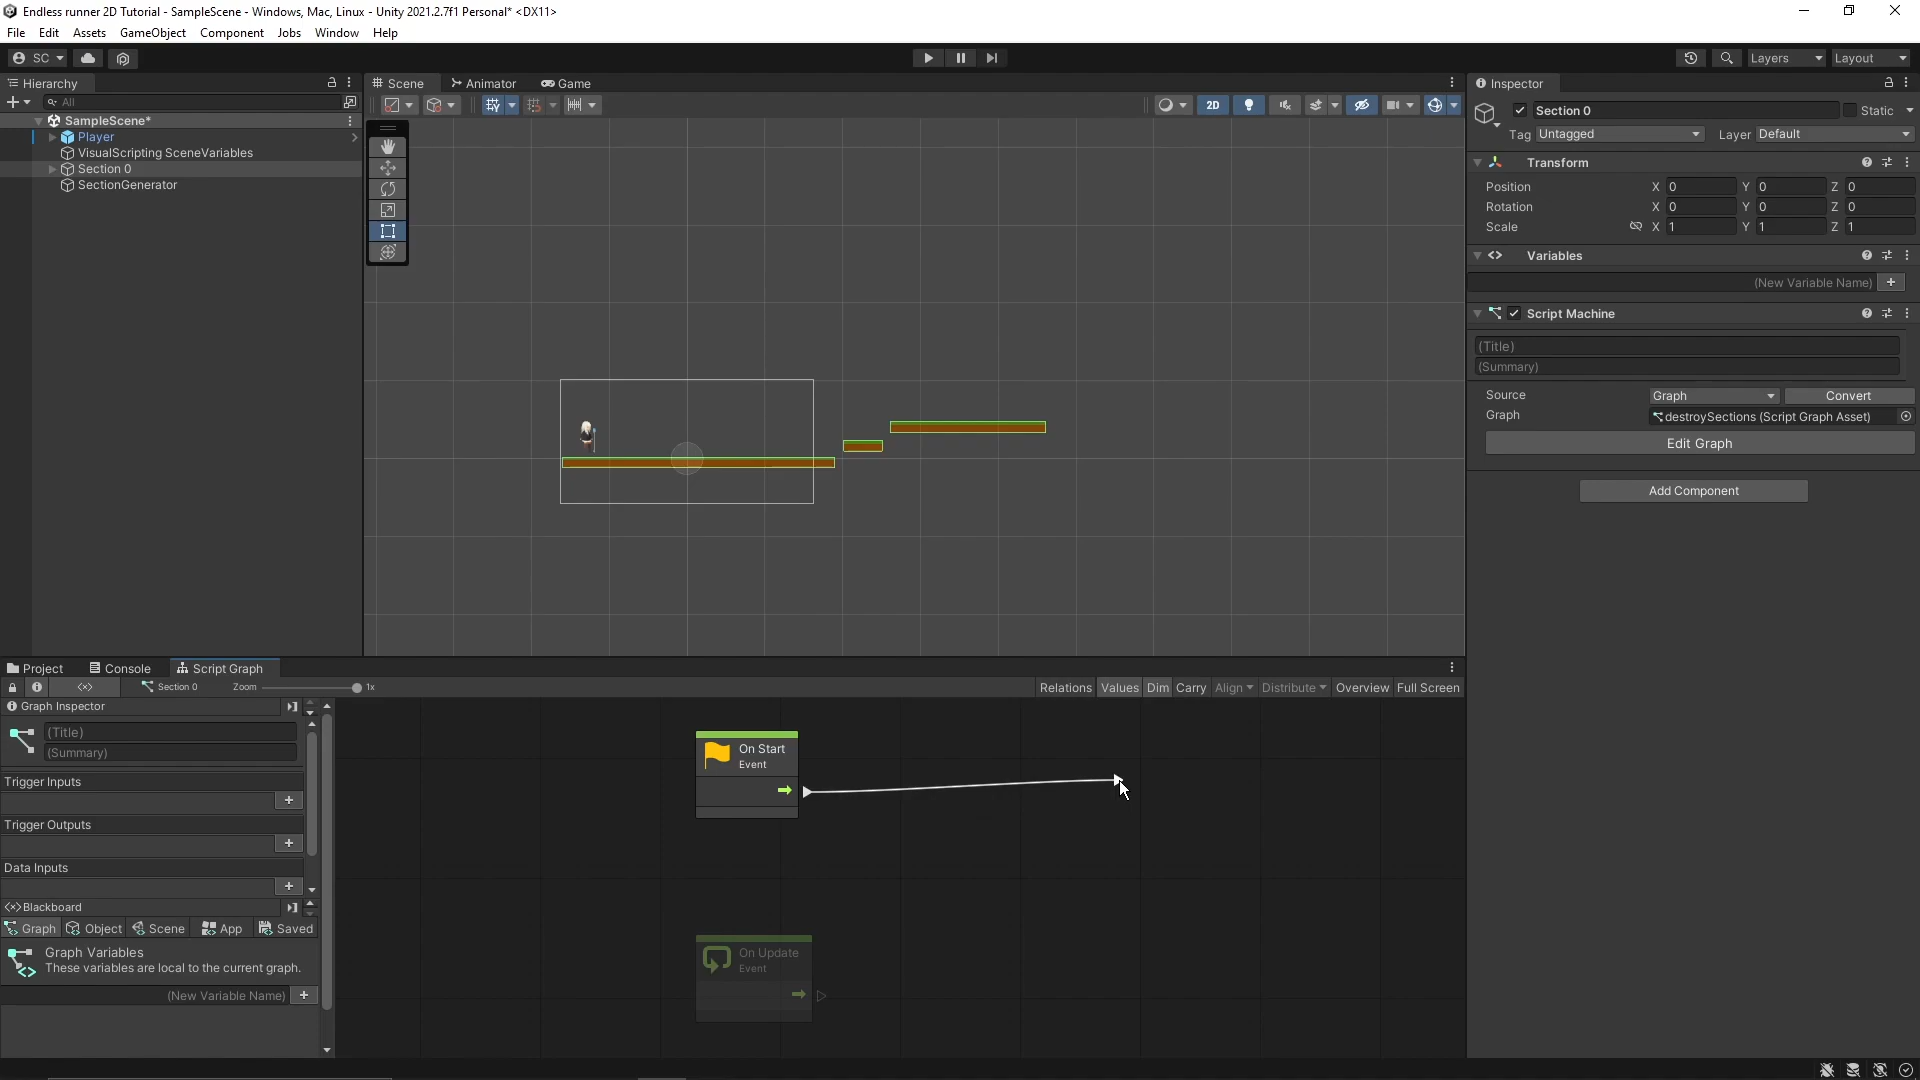 Endless runner 2D Tutorial - SampleScene - Windows, Mac, Linux - Unity 2021.2.7f1 Personal* <DX11>
File Edit Assets GameObject Component Jobs Window Help
SC Layers Layout
Hierarchy
All
SampleScene*
Player
VisualScripting SceneVariables
Section 0
SectionGenerator
Scene Animator Game
2D
Inspector
Section 0 Static
Tag Untagged Layer Default
Transform
Position X 0 Y 0 Z 0
Rotation X 0 Y 0 Z 0
Scale X 1 Y 1 Z 1
Variables
(New Variable Name)
Script Machine
(Title)
(Summary)
Source Graph Convert
Graph destroySections (Script Graph Asset)
Edit Graph
Add Component
Project Console Script Graph
Section 0 Zoom 1x Relations Values Dim Carry Align Distribute Overview Full Screen
Graph Inspector
(Title)
(Summary)
Trigger Inputs
Trigger Outputs
Data Inputs
Blackboard
Graph Object Scene App Saved
Graph Variables
These variables are local to the current graph.
(New Variable Name)
On Start
Event
On Update
Event